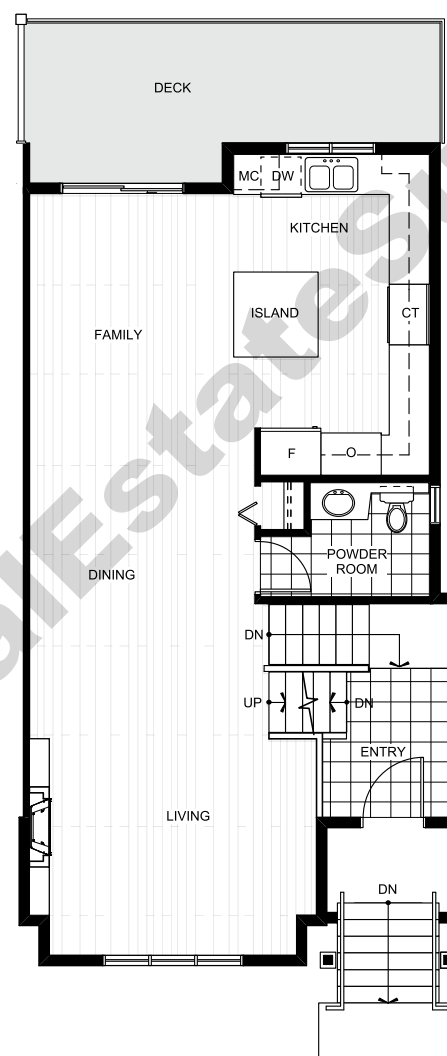 DECK
MC DW
KITCHEN
ISLAND
CT
FAMILY
F
O
POWDER
ROOM
DINING
DN
UP
DN
ENTRY
LIVING
DN